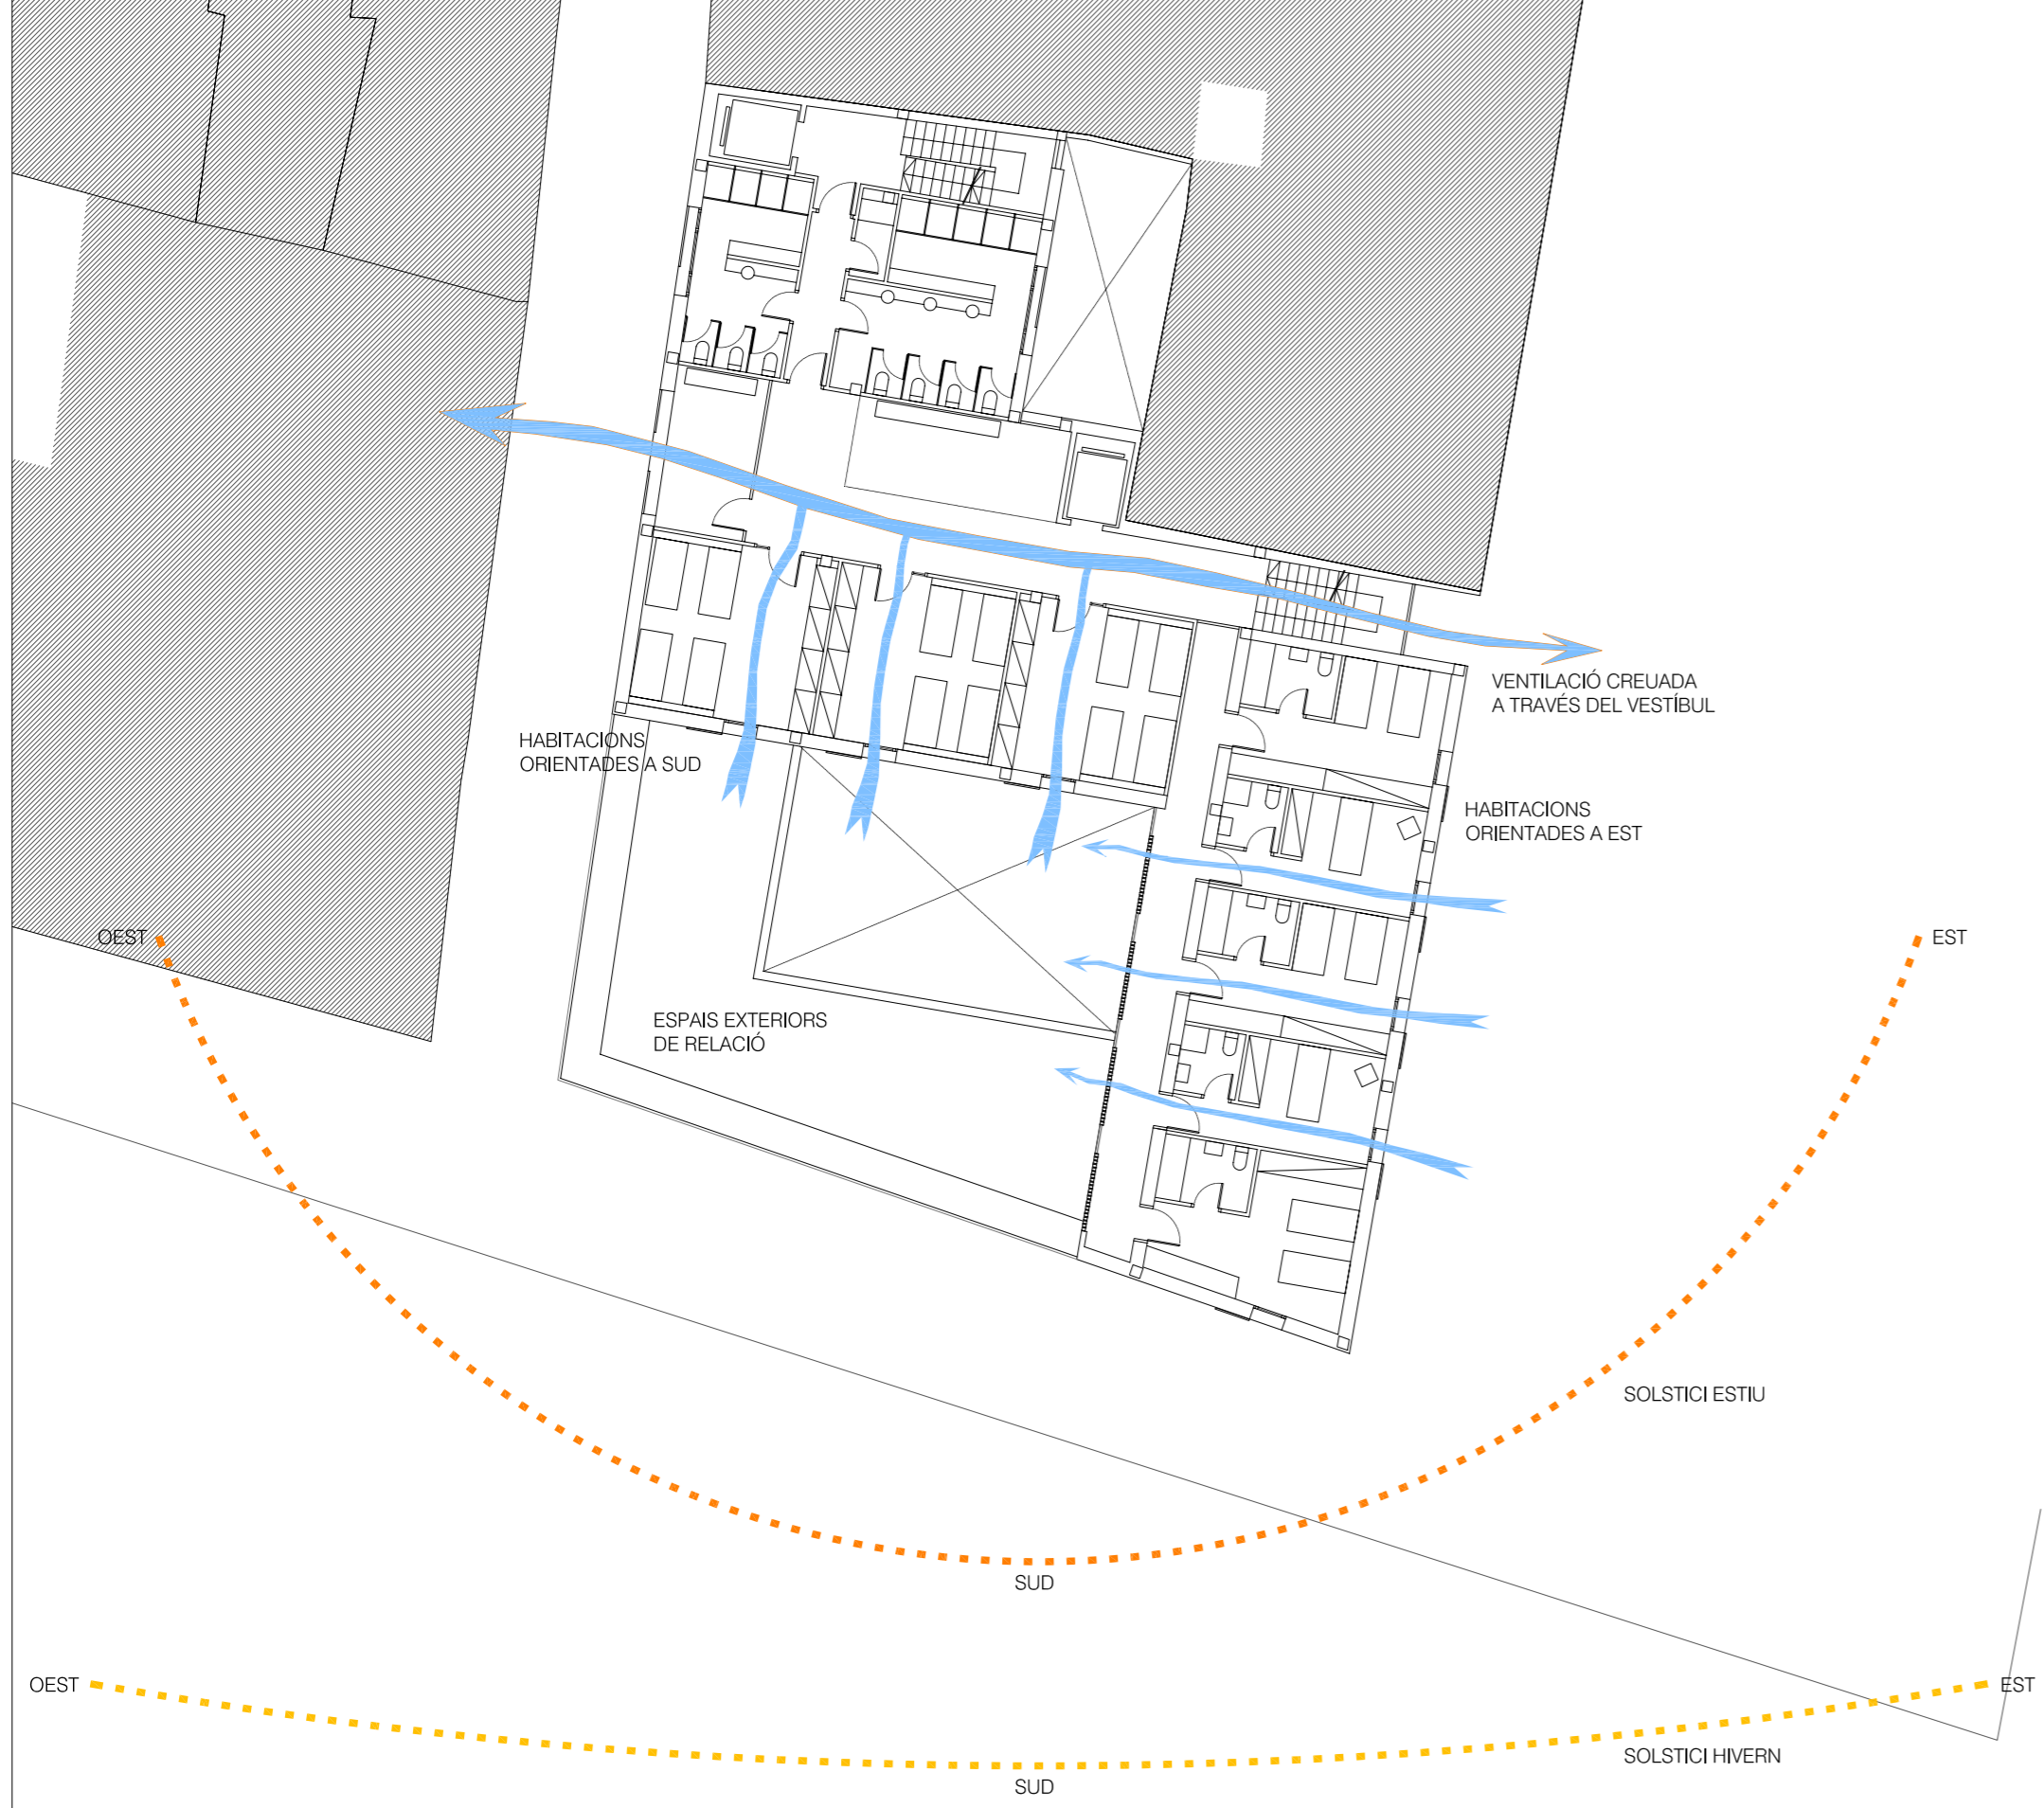 VENTILACIÓ CREUADA
A TRAVÉS DEL VESTÍBUL
HABITACIONS
ORIENTADES A SUD
HABITACIONS
ORIENTADES A EST
OEST
EST
ESPAIS EXTERIORS
DE RELACIÓ
SOLSTICI ESTIU
SUD
OEST
EST
SOLSTICI HIVERN
SUD